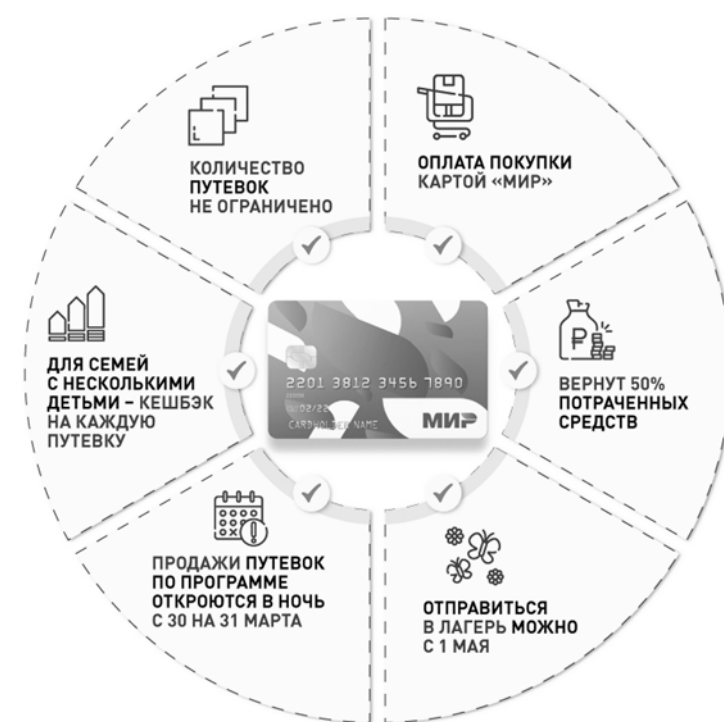 КОЛИЧЕСТВО
ПУТЕВОК
НЕ ОГРАНИЧЕНО
ОПЛАТА ПОКУПКИ
КАРТОЙ «МИР»
ВЕРНУТ 50%
ПОТРАЧЕННЫХ
СРЕДСТВ
ОТПРАВИТЬСЯ
В ЛАГЕРЬ МОЖНО
С 1 МАЯ
ПРОДАЖИ ПУТЕВОК
ПО ПРОГРАММЕ
ОТКРОЮТСЯ В НОЧЬ
С 30 НА 31 МАРТА
ДЛЯ СЕМЕЙ
С НЕСКОЛЬКИМИ
ДЕТЬМИ – КЕШБЭК
НА КАЖДУЮ
ПУТЕВКУ
2201 3812 3456 7890
02/22
CARDHOLDER NAME
МИР